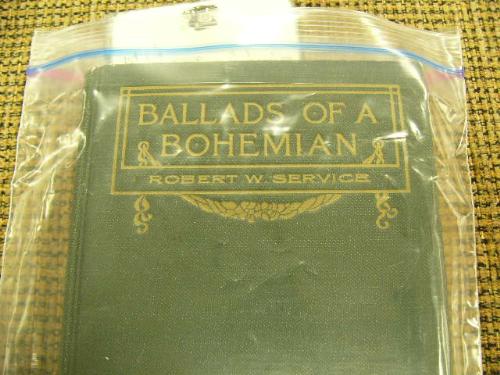 BALLADS OF A
BOHEMIAN
ROBERT W. SERVICE